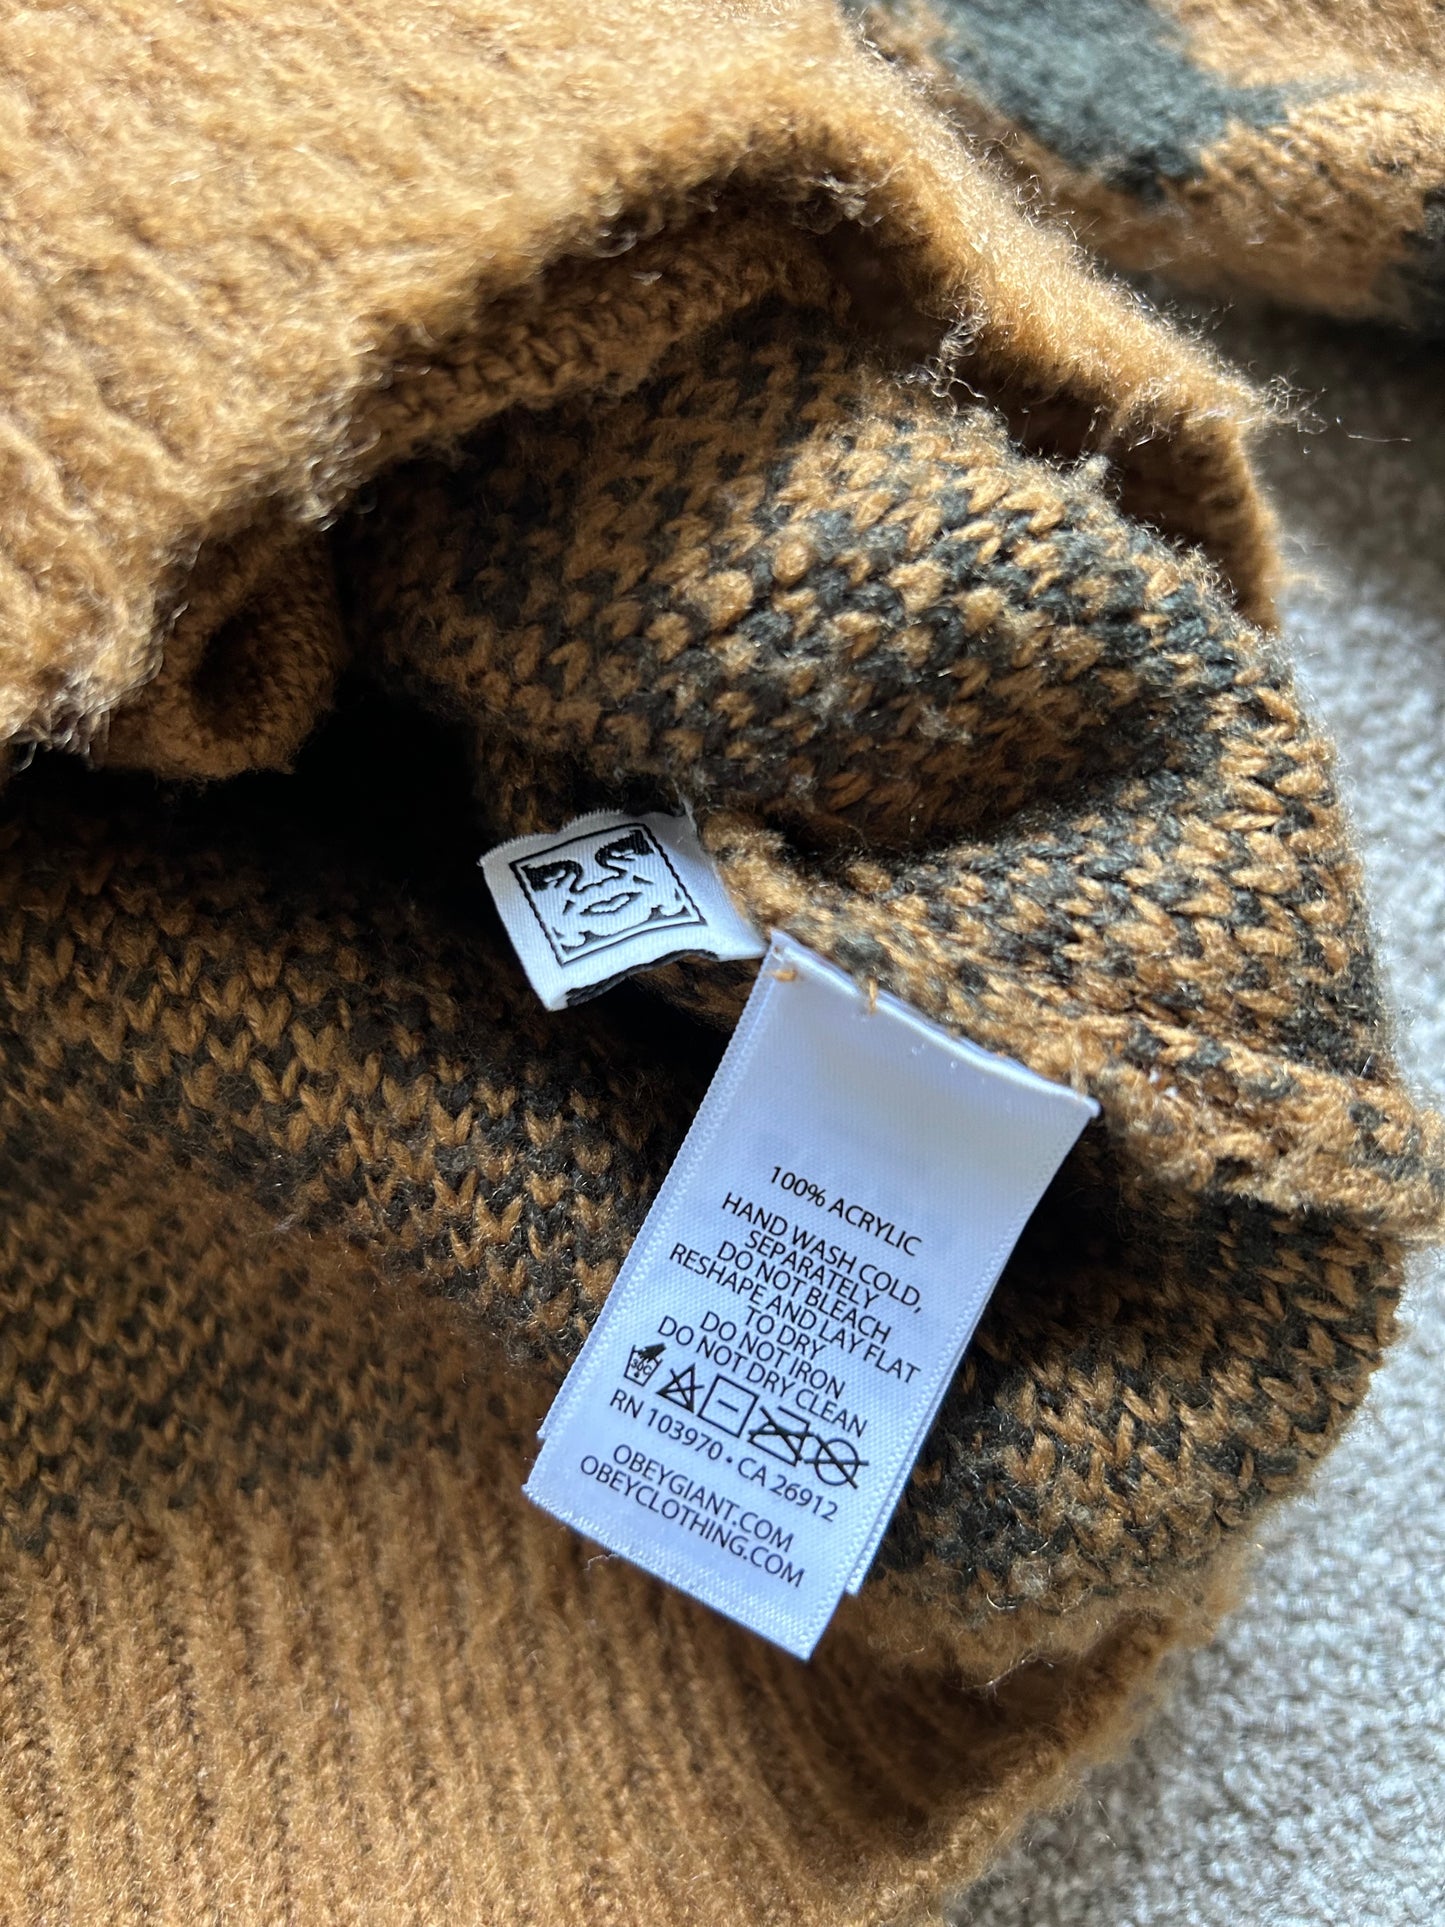 100% ACRYLIC
HAND WASH COLD,
SEPARATELY
DO NOT BLEACH
RESHAPE AND LAY FLAT
TO DRY
DO NOT IRON
DO NOT DRY CLEAN
30C
RN 103970 • CA 26912
OBEYGIANT.COM
OBEYCLOTHING.COM